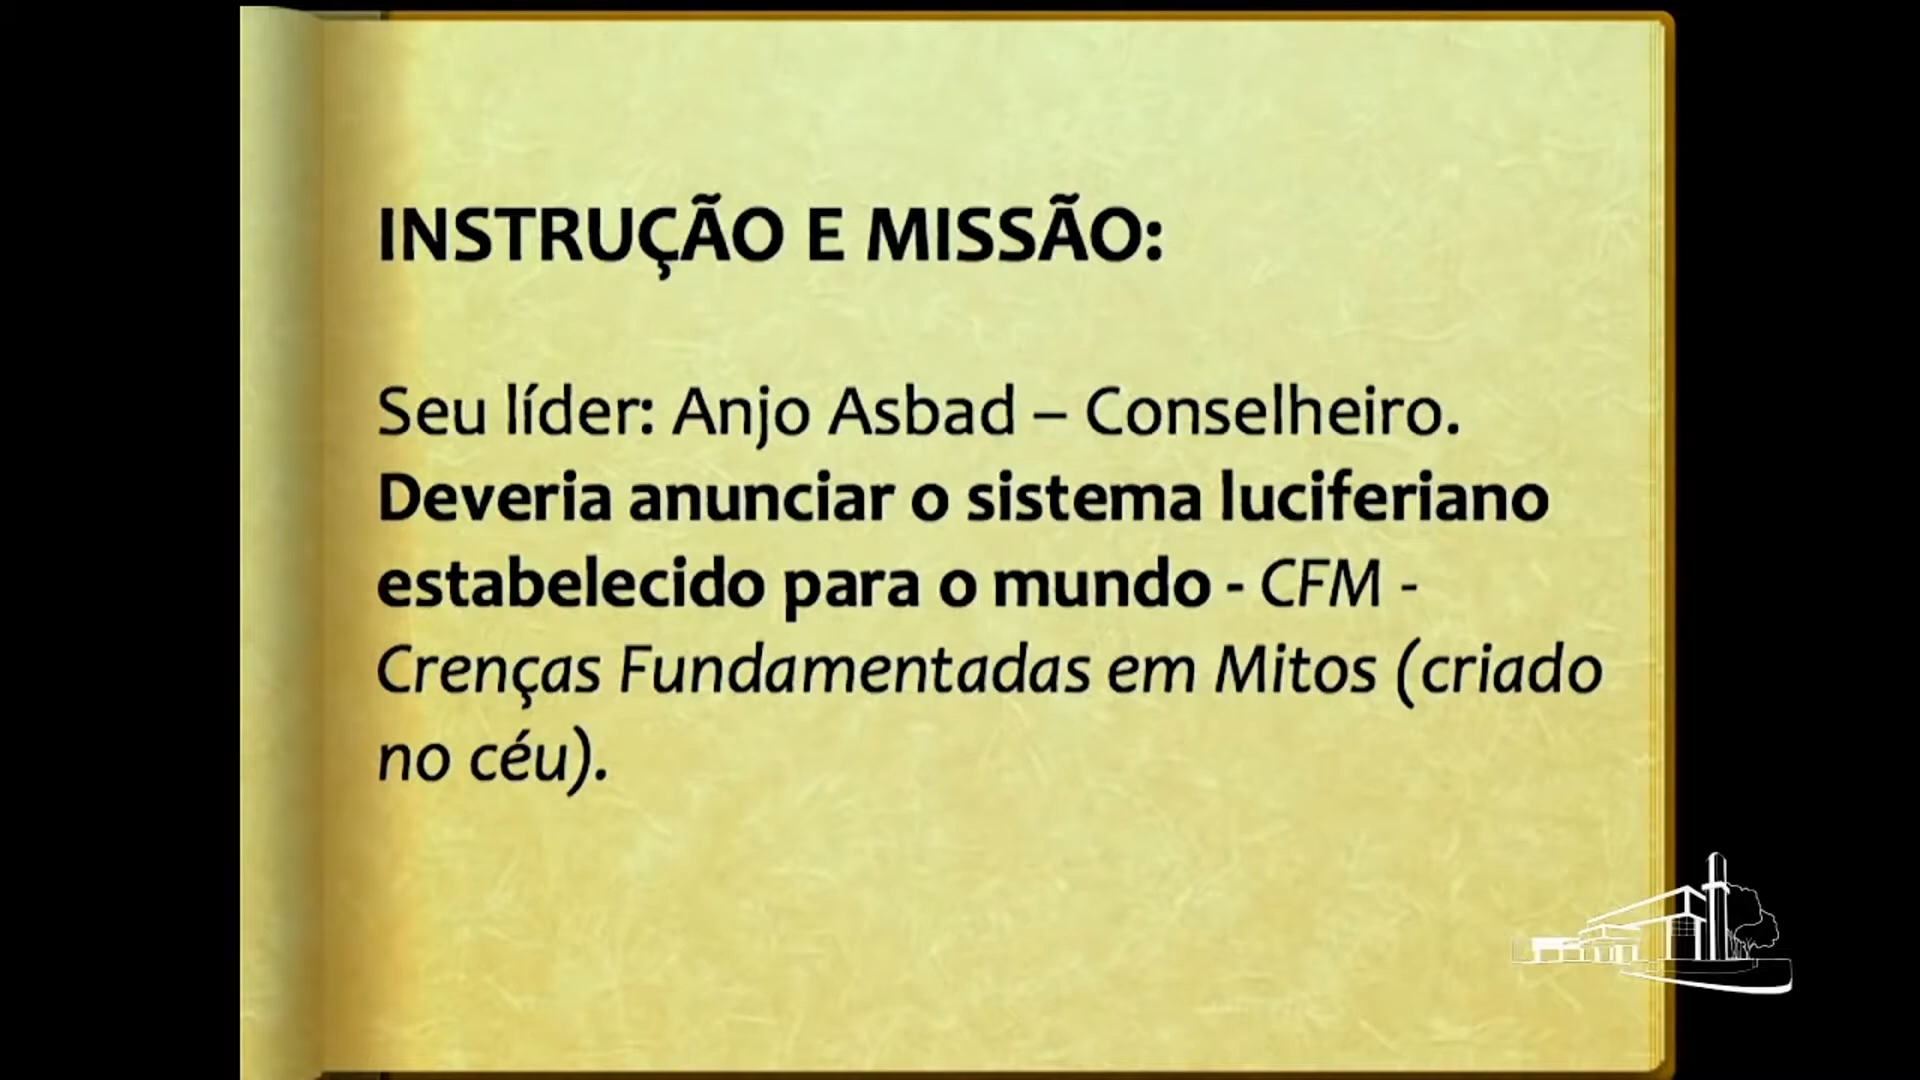 INSTRUÇÃO E MISSÃO:
Seu líder: Anjo Asbad – Conselheiro.
Deveria anunciar o sistema luciferiano
estabelecido para o mundo - CFM -
Crenças Fundamentadas em Mitos (criado
no céu).